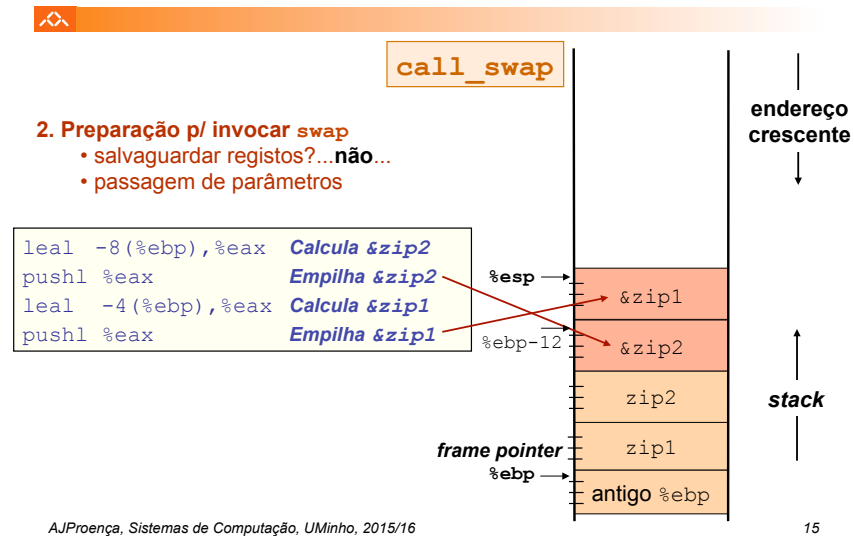 call_swap
endereço
crescente
2. Preparação p/ invocar swap
• salvaguardar registos?...não...
• passagem de parâmetros
leal -8(%ebp),%eax Calcula &zip2
pushl %eax Empilha &zip2
leal -4(%ebp),%eax Calcula &zip1
pushl %eax Empilha &zip1
%esp
&zip1
%ebp-12
&zip2
zip2
stack
frame pointer
zip1
%ebp
antigo %ebp
AJProença, Sistemas de Computação, UMinho, 2015/16
15